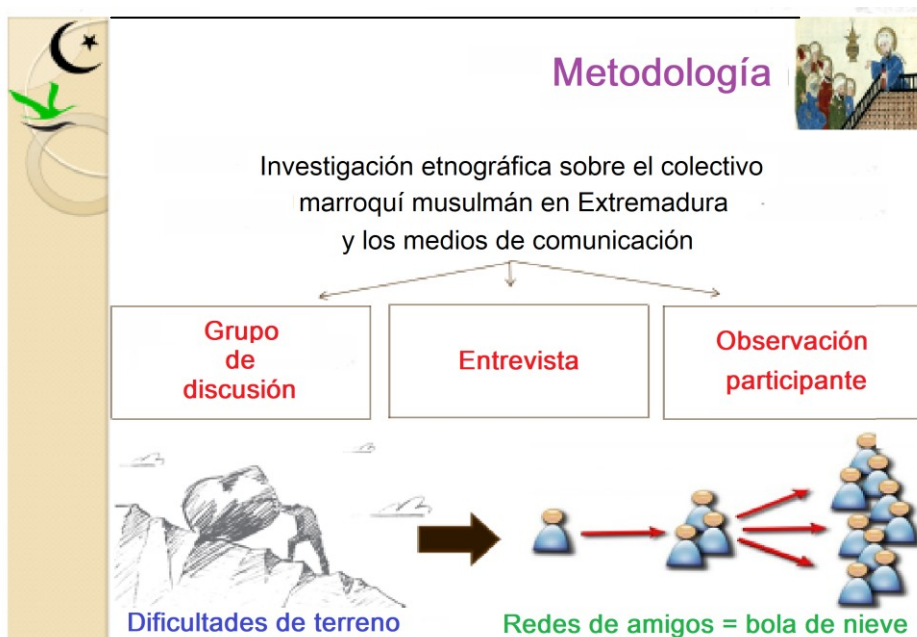 Metodología
Investigación etnográfica sobre el colectivo
marroquí musulmán en Extremadura
y los medios de comunicación
Grupo
de
discusión
Entrevista
Observación
participante
Dificultades de terreno
Redes de amigos = bola de nieve